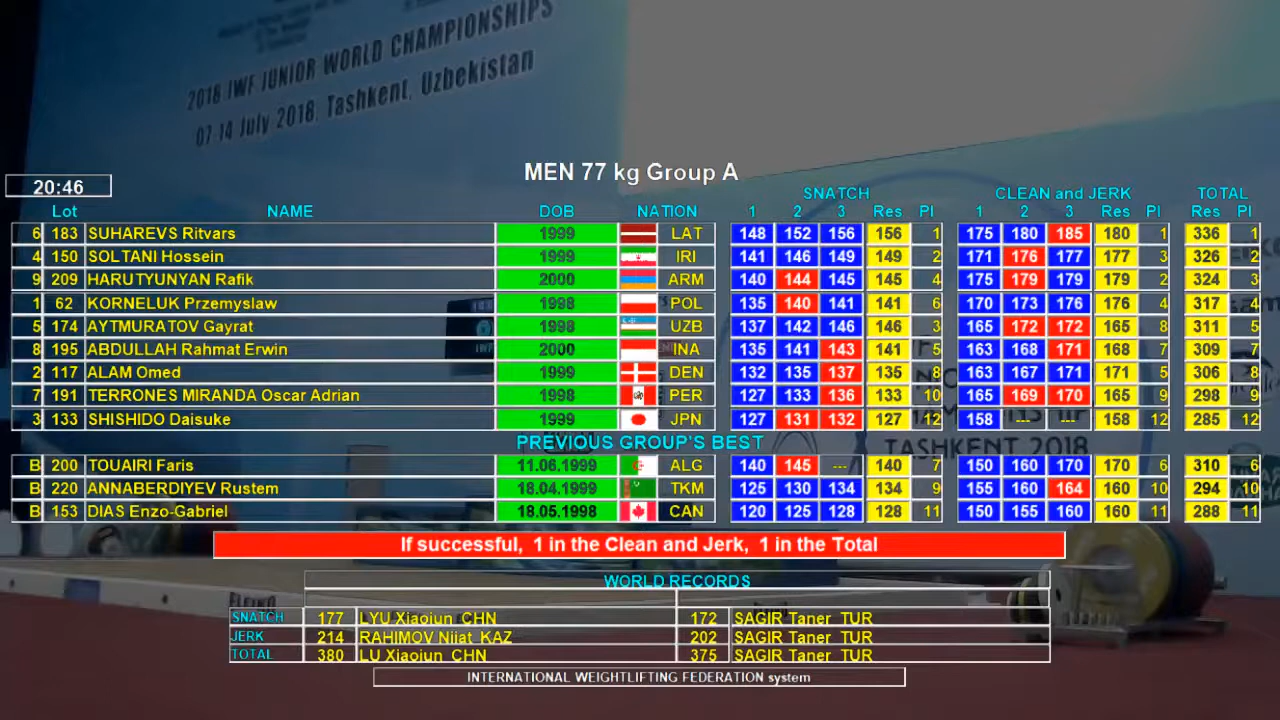 2018 IWF JUNIOR WORLD CHAMPIONSHIPS
07-14 July 2018, Tashkent, Uzbekistan
MEN 77 kg Group A
20:46
SNATCH CLEAN and JERK TOTAL
Lot NAME DOB NATION 1 2 3 Res Pl 1 2 3 Res Pl Res Pl
6 183 SUHAREVS Ritvars 1999 LAT 148 152 156 156 1 175 180 185 180 1 336 1
4 150 SOLTANI Hossein 1999 IRI 141 146 149 149 2 171 176 177 177 3 326 2
9 209 HARUTYUNYAN Rafik 2000 ARM 140 144 145 145 4 175 179 179 179 2 324 3
1 62 KORNELUK Przemyslaw 1998 POL 135 140 141 141 6 170 173 176 176 4 317 4
5 174 AYTMURATOV Gayrat 1998 UZB 137 142 146 146 3 165 172 172 165 8 311 5
8 195 ABDULLAH Rahmat Erwin 2000 INA 135 141 143 141 5 163 168 171 168 7 309 7
2 117 ALAM Omed 1999 DEN 132 135 137 135 8 163 167 171 171 5 306 8
7 191 TERRONES MIRANDA Oscar Adrian 1998 PER 127 133 136 133 10 165 169 170 165 9 298 9
3 133 SHISHIDO Daisuke 1999 JPN 127 131 132 127 12 158 --- --- 158 12 285 12
PREVIOUS GROUP'S BEST
TASHKENT 2018
B 200 TOUAIRI Faris 11.06.1999 ALG 140 145 --- 140 7 150 160 170 170 6 310 6
B 220 ANNABERDIYEV Rustem 18.04.1999 TKM 125 130 134 134 9 155 160 164 160 10 294 10
B 153 DIAS Enzo-Gabriel 18.05.1998 CAN 120 125 128 128 11 150 155 160 160 11 288 11
If successful, 1 in the Clean and Jerk, 1 in the Total
WORLD RECORDS
ELEIKO
SNATCH 177 LYU Xiaojun CHN 172 SAGIR Taner TUR
JERK 214 RAHIMOV Nijat KAZ 202 SAGIR Taner TUR
TOTAL 380 LU Xiaojun CHN 375 SAGIR Taner TUR
INTERNATIONAL WEIGHTLIFTING FEDERATION system